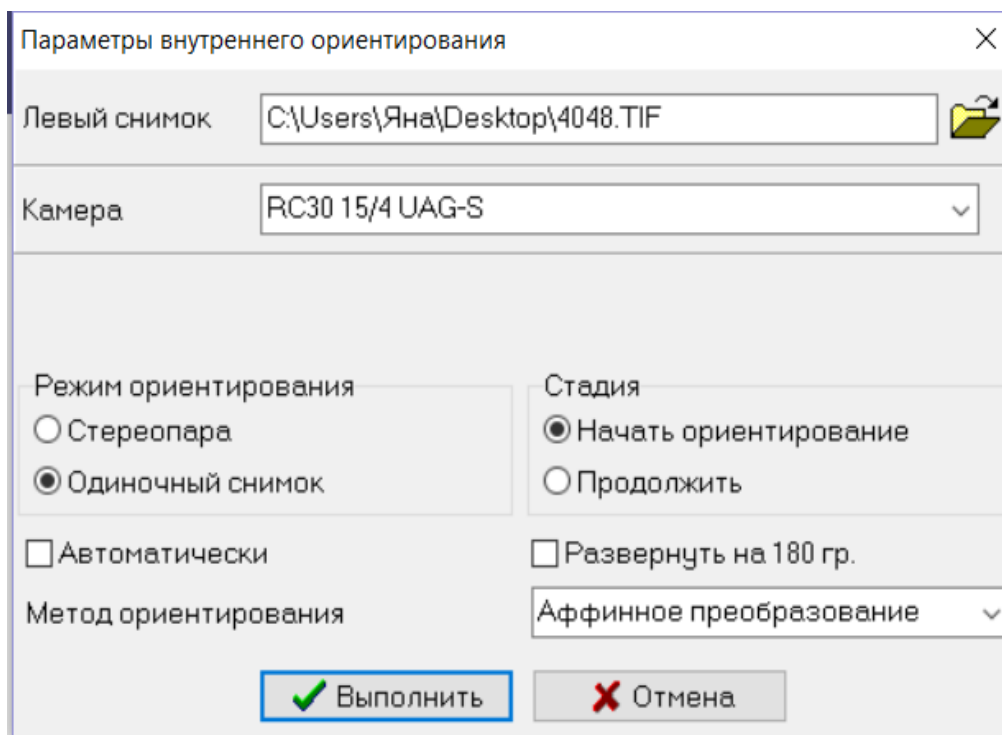 Параметры внутреннего ориентирования
Левый снимок C:\Users\Яна\Desktop\4048.TIF
Камера RC30 15/4 UAG-S
Режим ориентирования
Стереопара
Одиночный снимок
Стадия
Начать ориентирование
Продолжить
Автоматически Развернуть на 180 гр.
Метод ориентирования Аффинное преобразование
Выполнить Отмена